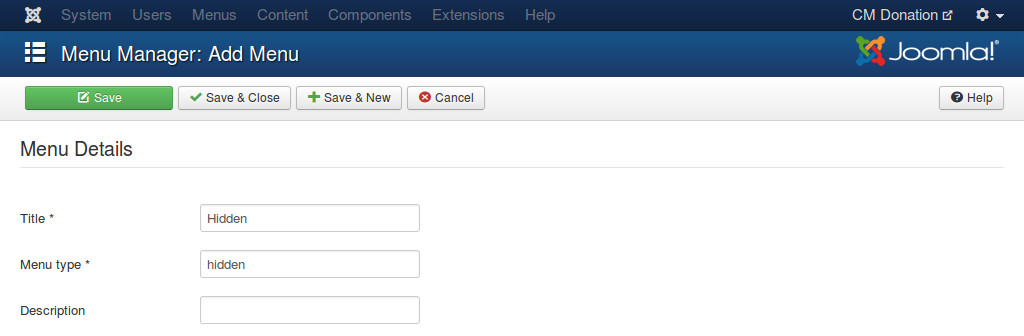 System Users Menus Content Components Extensions Help CM Donation
Menu Manager: Add Menu Joomla!®
Save Save & Close Save & New Cancel Help
Menu Details
Title * Hidden
Menu type * hidden
Description